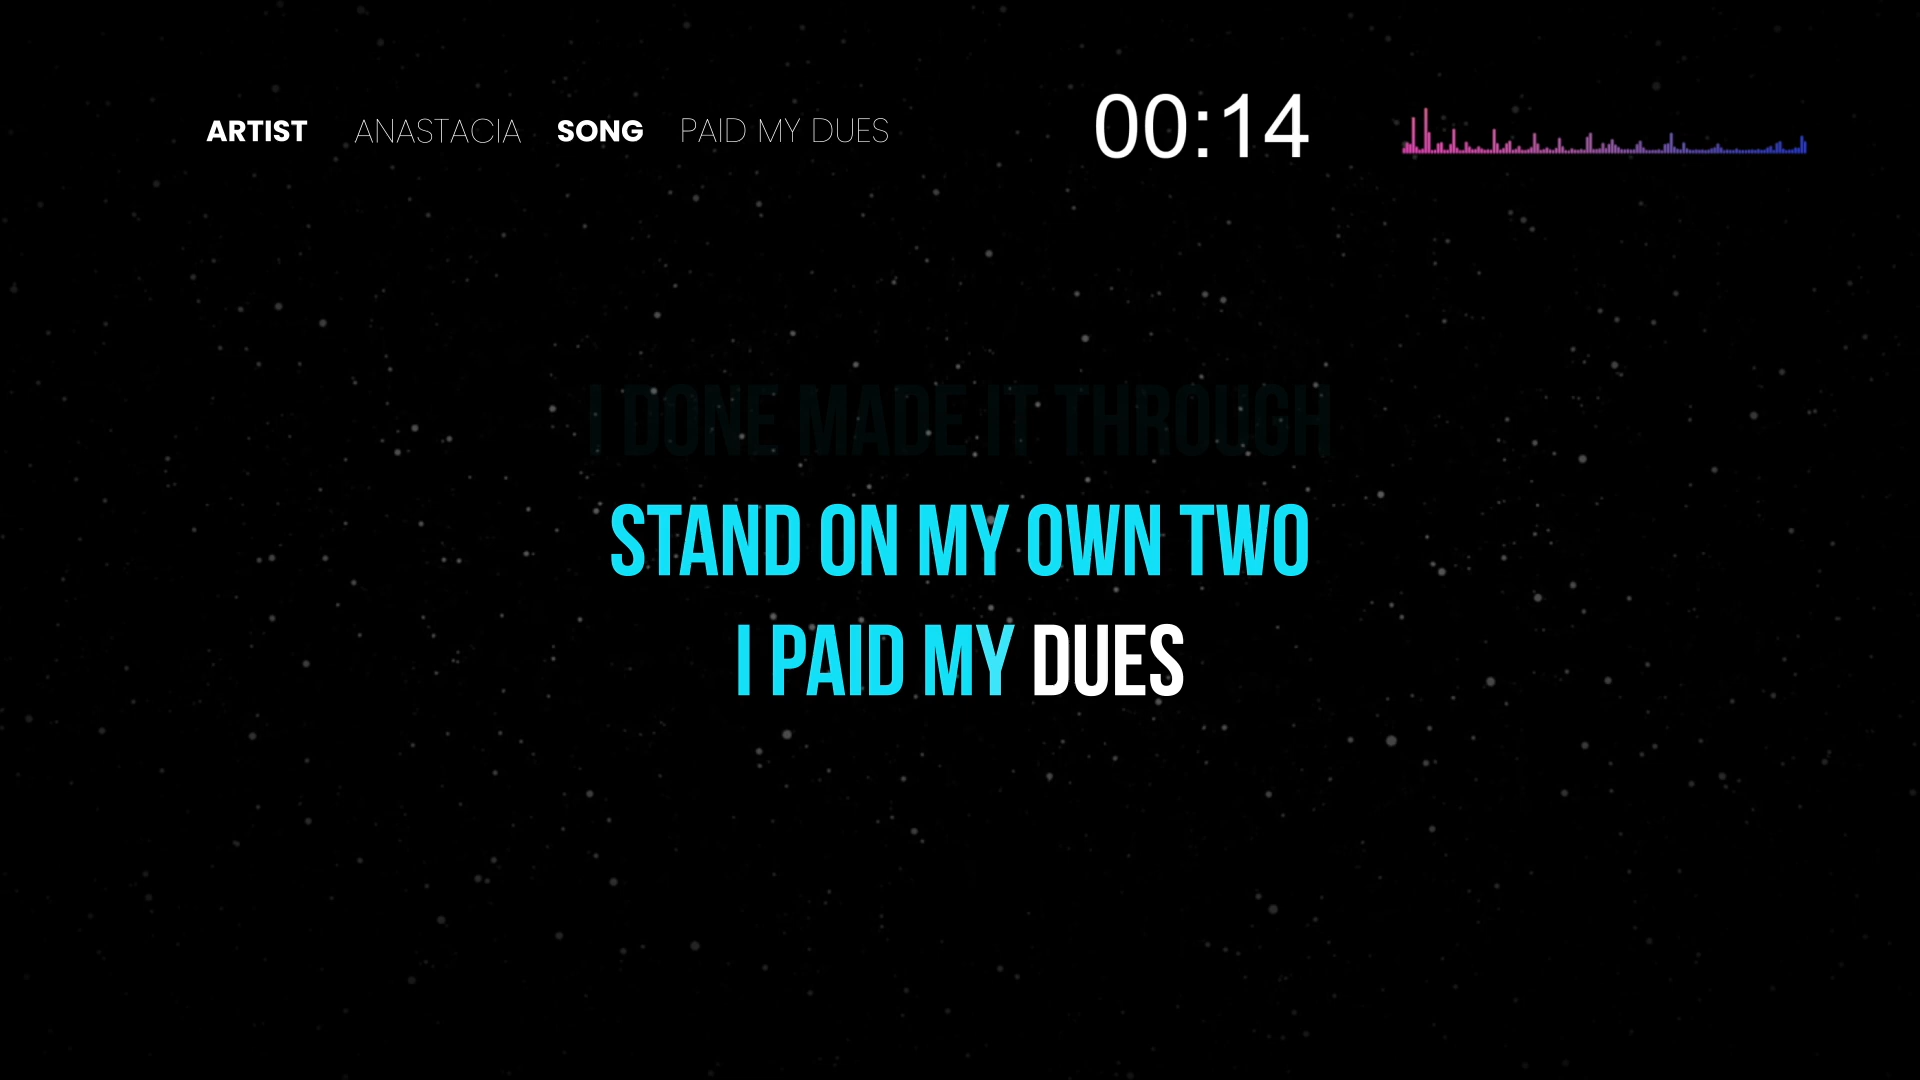 ARTIST ANASTACIA SONG PAID MY DUES 00:14
I DONE MADE IT THROUGH
STAND ON MY OWN TWO
I PAID MY DUES